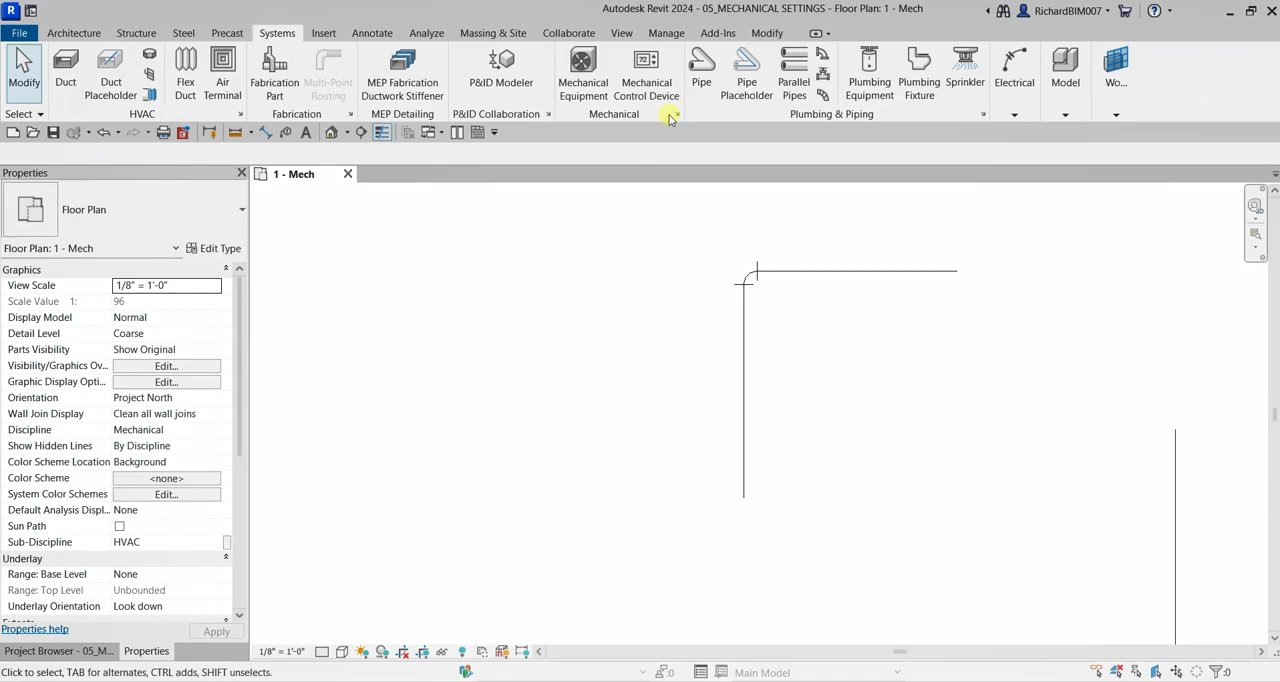 R
Autodesk Revit 2024 - 05_MECHANICAL SETTINGS - Floor Plan: 1 - Mech
RichardBIM007
File Architecture Structure Steel Precast Systems Insert Annotate Analyze Massing & Site Collaborate View Manage Add-Ins Modify
Modify
Duct
Duct Placeholder
Flex Duct
Air Terminal
Fabrication Part
Multi-Point Routing
MEP Fabrication Ductwork Stiffener
P&ID Modeler
Mechanical Equipment
Mechanical Control Device
Pipe
Pipe Placeholder
Parallel Pipes
Plumbing Equipment
Plumbing Fixture
Sprinkler
Electrical
Model
Wo...
Select HVAC Fabrication MEP Detailing P&ID Collaboration Mechanical Plumbing & Piping
Properties
1 - Mech
Floor Plan
Floor Plan: 1 - Mech Edit Type
Graphics
View Scale 1/8" = 1'-0"
Scale Value 1: 96
Display Model Normal
Detail Level Coarse
Parts Visibility Show Original
Visibility/Graphics Ov... Edit...
Graphic Display Opti... Edit...
Orientation Project North
Wall Join Display Clean all wall joins
Discipline Mechanical
Show Hidden Lines By Discipline
Color Scheme Location Background
Color Scheme <none>
System Color Schemes Edit...
Default Analysis Displ... None
Sun Path
Sub-Discipline HVAC
Underlay
Range: Base Level None
Range: Top Level Unbounded
Underlay Orientation Look down
Properties help Apply
Project Browser - 05_M... Properties
1/8" = 1'-0"
Click to select, TAB for alternates, CTRL adds, SHIFT unselects.
:0
Main Model
:0